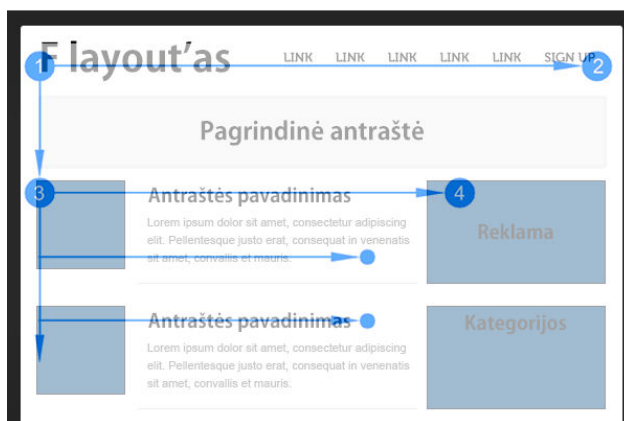 F layout'as
LINK LINK LINK LINK LINK SIGN UP
1
2
Pagrindinė antraštė
3
Antraštės pavadinimas
4
Lorem ipsum dolor sit amet, consectetur adipiscing
elit. Pellentesque justo erat, consequat in venenatis
sit amet, convallis et mauris.
Reklama
Antraštės pavadinimas
Lorem ipsum dolor sit amet, consectetur adipiscing
elit. Pellentesque justo erat, consequat in venenatis
sit amet, convallis et mauris.
Kategorijos